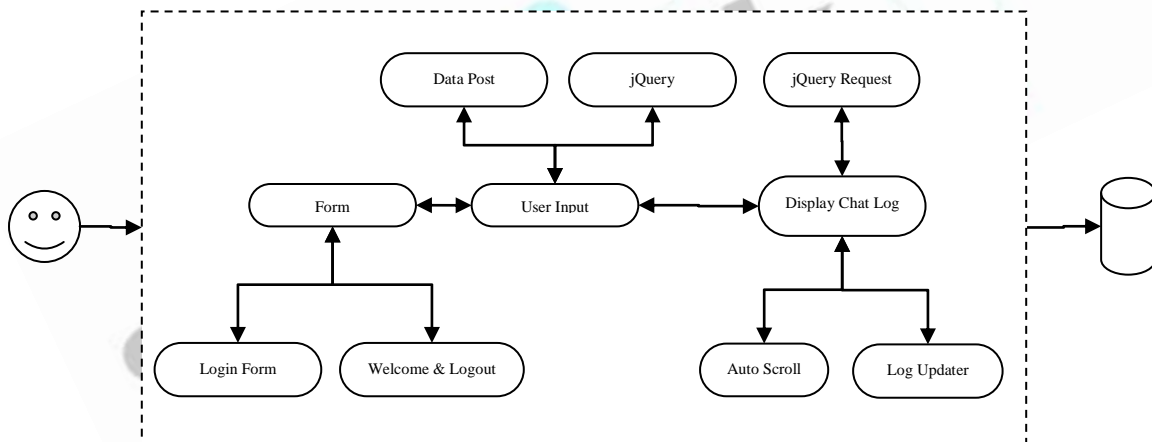 Data Post
jQuery
jQuery Request
Form
User Input
Display Chat Log
Login Form
Welcome & Logout
Auto Scroll
Log Updater